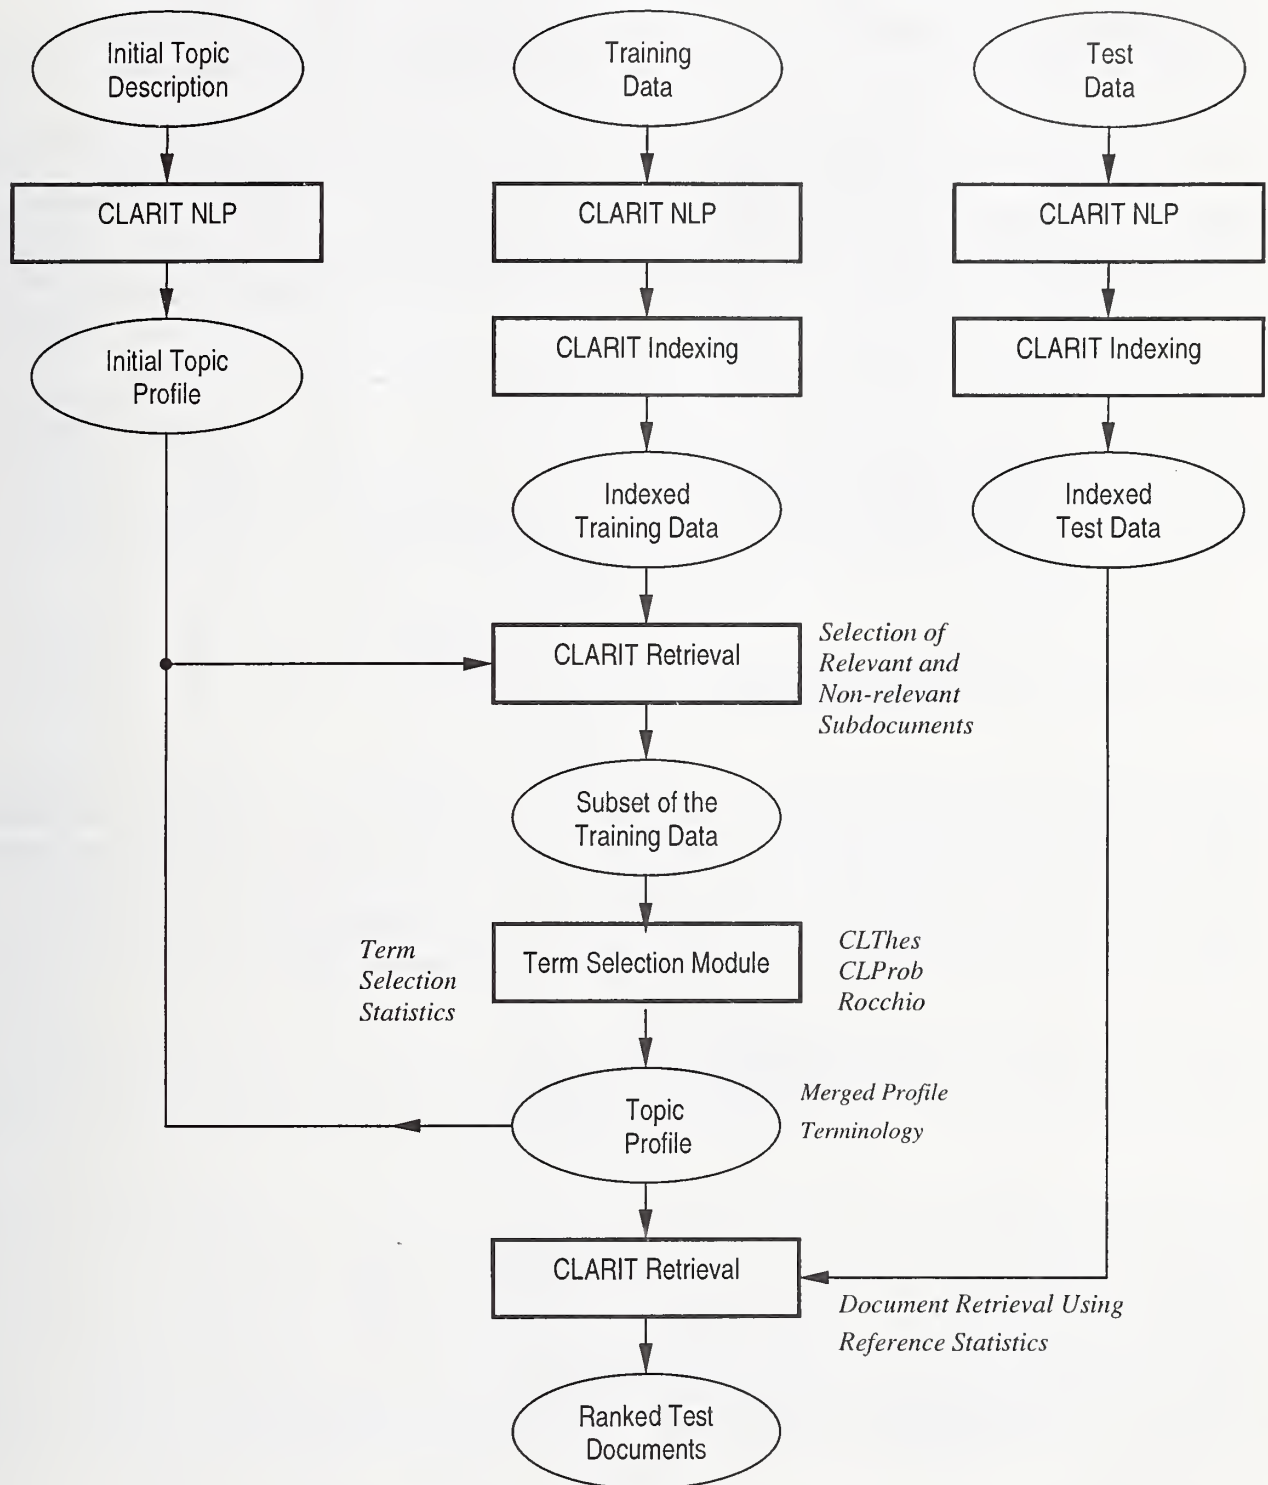 Initial Topic
Description
Training
Data
Test
Data
CLARIT NLP
CLARIT NLP
CLARIT NLP
Initial Topic
Profile
CLARIT Indexing
CLARIT Indexing
Indexed
Training Data
Indexed
Test Data
CLARIT Retrieval
Selection of
Relevant and
Non-relevant
Subdocuments
Subset of the
Training Data
Term
Selection
Statistics
Term Selection Module
CLThes
CLProb
Rocchio
Topic
Profile
Merged Profile
Terminology
CLARIT Retrieval
Document Retrieval Using
Reference Statistics
Ranked Test
Documents